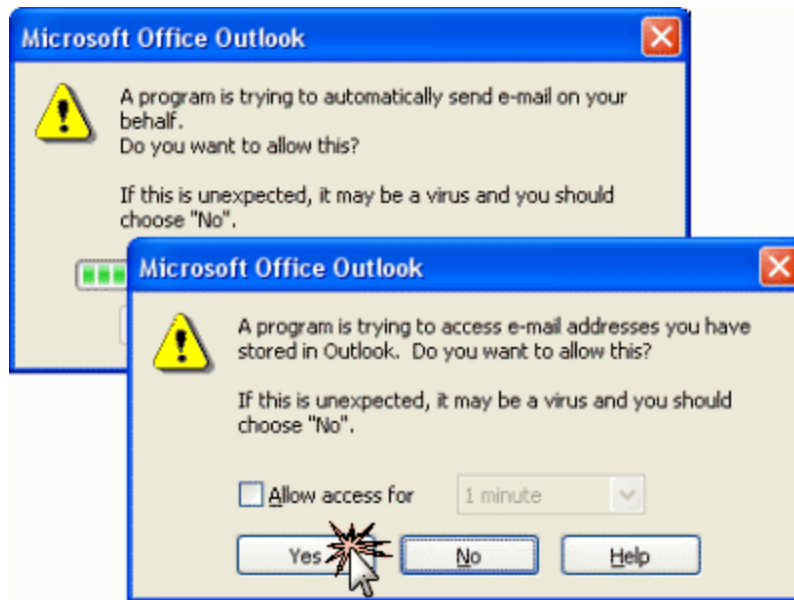 Microsoft Office Outlook
A program is trying to automatically send e-mail on your
behalf.
Do you want to allow this?
If this is unexpected, it may be a virus and you should
choose "No".
Microsoft Office Outlook
A program is trying to access e-mail addresses you have
stored in Outlook. Do you want to allow this?
If this is unexpected, it may be a virus and you should
choose "No".
Allow access for 1 minute
Yes No Help